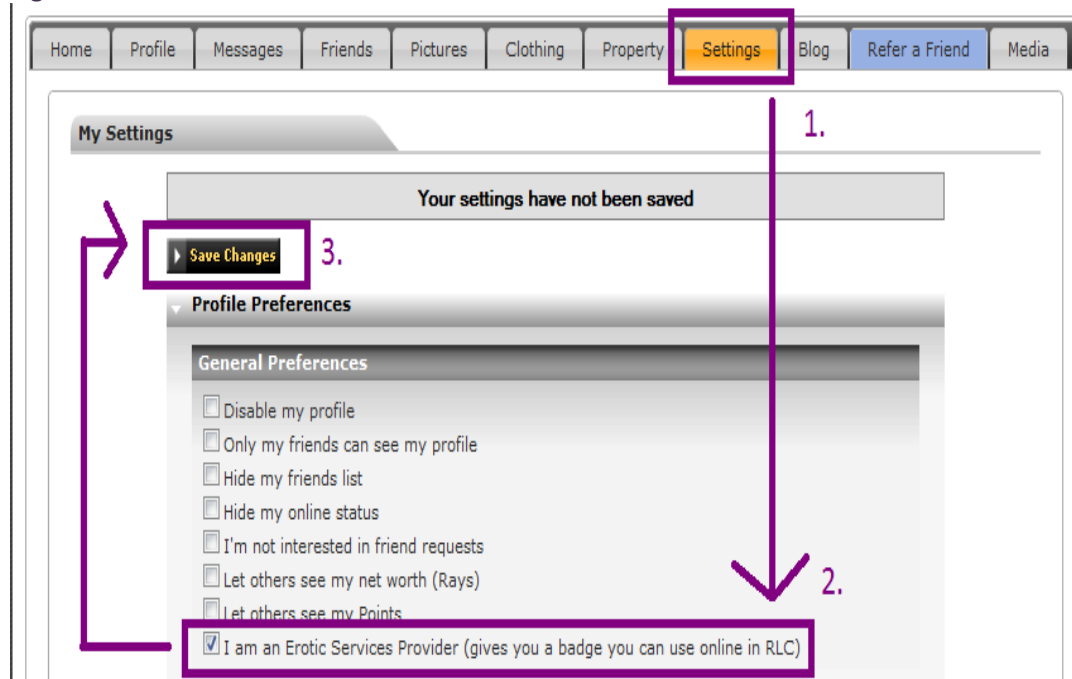 Home Profile Messages Friends Pictures Clothing Property Settings Blog Refer a Friend Media
1.
My Settings
Your settings have not been saved
Save Changes 3.
Profile Preferences
General Preferences
Disable my profile
Only my friends can see my profile
Hide my friends list
Hide my online status
I'm not interested in friend requests
Let others see my net worth (Rays)
2.
Let others see my Points
I am an Erotic Services Provider (gives you a badge you can use online in RLC)